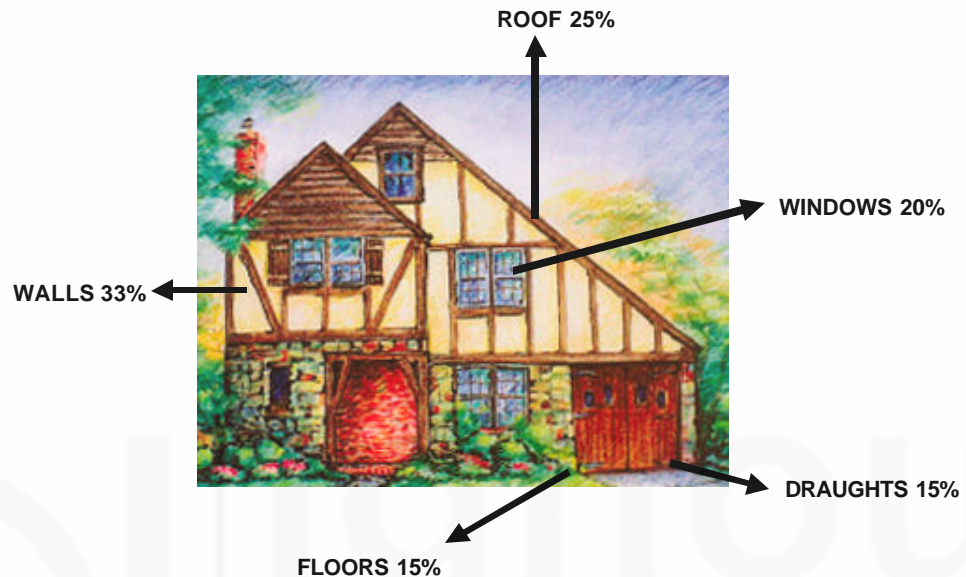 ROOF 25%
WINDOWS 20%
WALLS 33%
DRAUGHTS 15%
FLOORS 15%